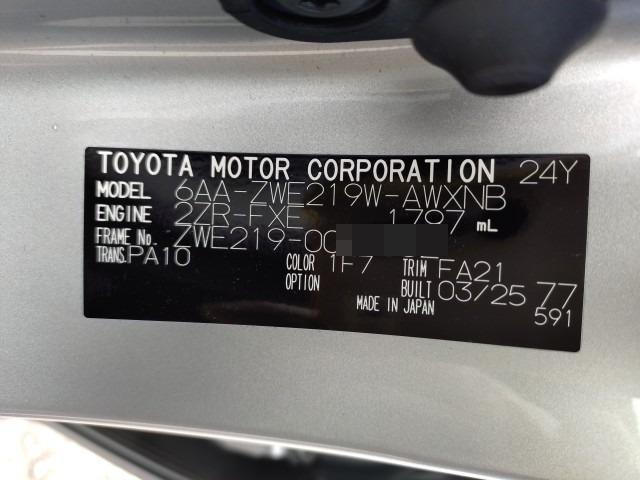 TOYOTA MOTOR CORPORATION 24Y
MODEL 6AA-ZWE219W-AWXNB
ENGINE 2ZR-FXE 1797 mL
FRAME No. ZWE219-00
TRANS. PA10 COLOR 1F7 TRIM FA21
OPTION BUILT 03/25 77
MADE IN JAPAN 591